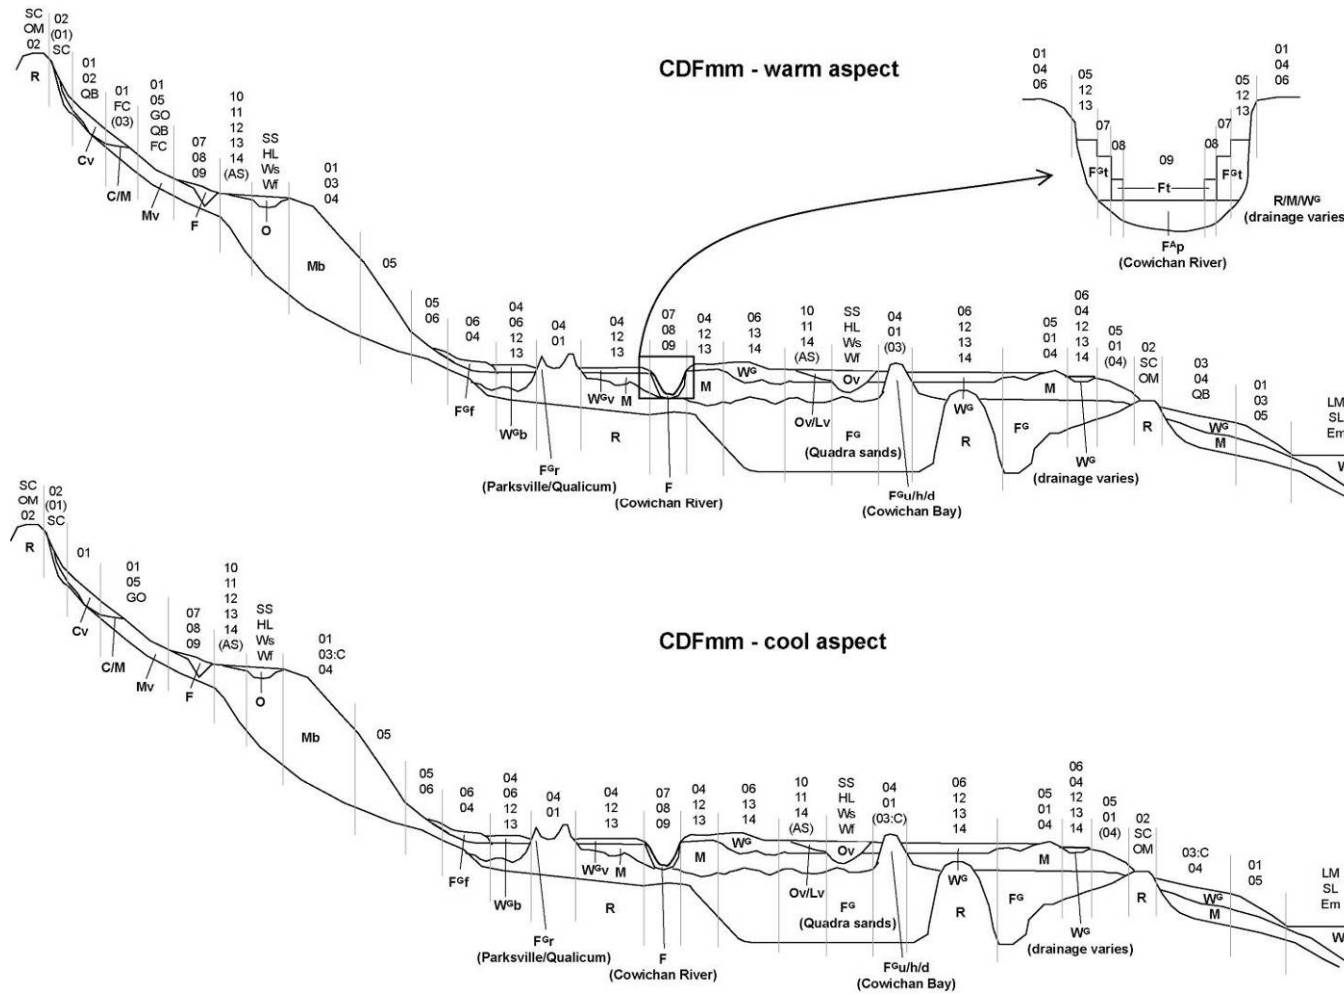 CDFmm - warm aspect
SC
OM
02
02
(01)
SC
01
02
QB
01
FC
(03)
01
05
GO
QB
FC
07
08
09
10
11
12
13
14
(AS)
SS
HL
Ws
Wf
01
03
04
05
05
06
06
04
04
06
12
13
04
01
04
12
13
07
08
09
04
12
13
06
13
14
10
11
14
(AS)
SS
HL
Ws
Wf
04
01
(03)
06
12
13
14
05
01
04
06
04
12
13
14
05
01
(04)
02
SC
OM
03
04
QB
01
03
05
LM
SL
Em
R
Cv
C/M
Mv
F
O
Mb
FGf
WGb
FGr
(Parksville/Qualicum)
WGv
M
R
F
(Cowichan River)
M
WG
Ov/Lv
Ov
FG
(Quadra sands)
FGu/h/d
(Cowichan Bay)
WG
R
FG
M
WG
(drainage varies)
R
WG
M
W
01
04
06
05
12
13
07
08
09
08
07
05
12
13
01
04
06
FGt
Ft
FGt
R/M/WG
(drainage varies
FAp
(Cowichan River)
CDFmm - cool aspect
SC
OM
02
02
(01)
SC
01
01
05
GO
07
08
09
10
11
12
13
14
(AS)
SS
HL
Ws
Wf
01
03:C
04
05
05
06
06
04
04
06
12
13
04
01
04
12
13
07
08
09
04
12
13
06
13
14
10
11
14
(AS)
SS
HL
Ws
Wf
04
01
(03:C)
06
12
13
14
05
01
04
06
04
12
13
14
05
01
(04)
02
SC
OM
03:C
04
01
05
LM
SL
Em
R
Cv
C/M
Mv
F
O
Mb
FGf
WGb
FGr
(Parksville/Qualicum)
WGv
M
R
F
(Cowichan River)
M
WG
Ov/Lv
Ov
FG
(Quadra sands)
FGu/h/d
(Cowichan Bay)
WG
R
FG
M
WG
(drainage varies)
R
WG
M
W